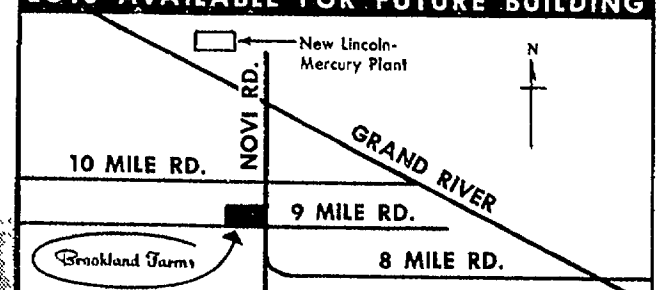 LOTS AVAILABLE FOR FUTURE BUILDING
New Lincoln-
Mercury Plant
N
NOVI RD.
GRAND RIVER
10 MILE RD.
9 MILE RD.
Brookland Farms
8 MILE RD.